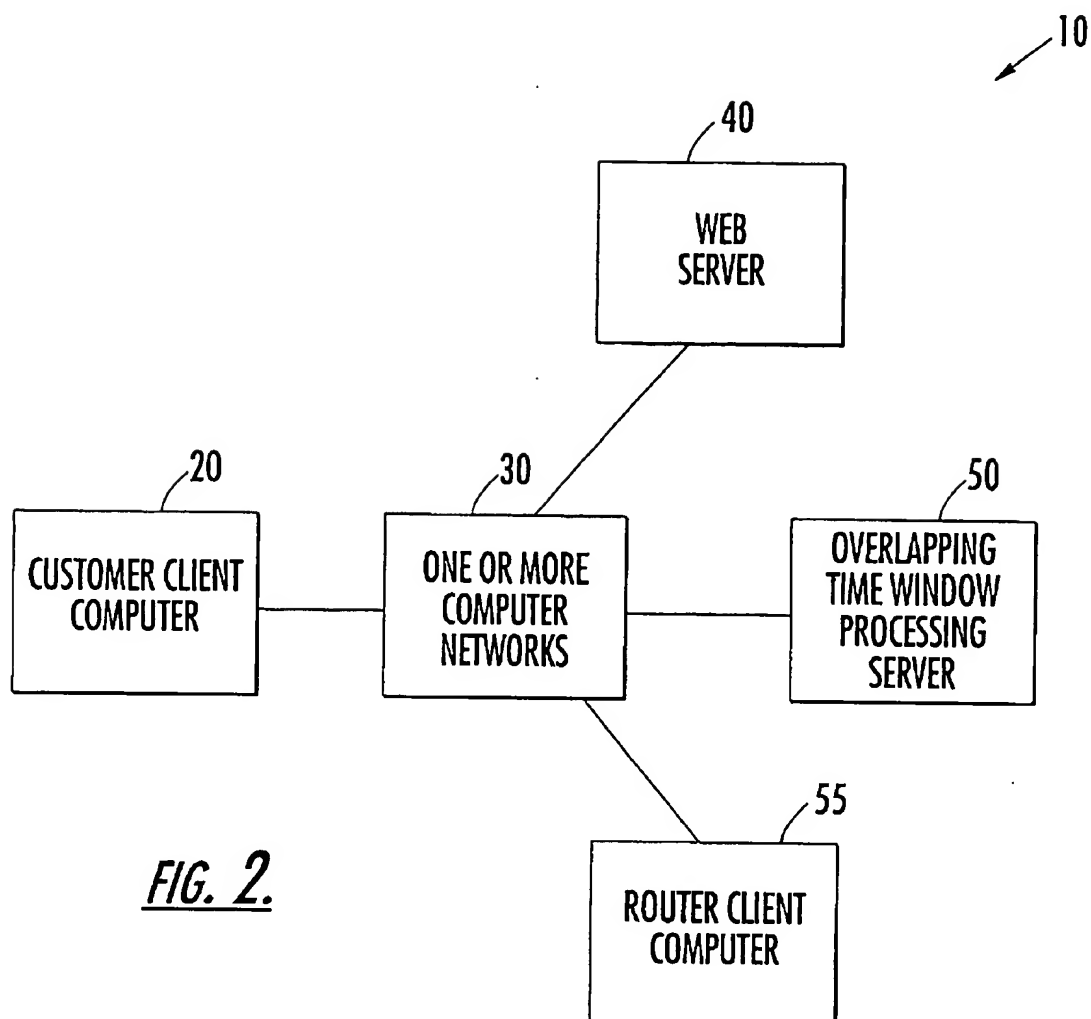 10
40
WEB
SERVER
20
CUSTOMER CLIENT
COMPUTER
30
ONE OR MORE
COMPUTER
NETWORKS
50
OVERLAPPING
TIME WINDOW
PROCESSING
SERVER
55
ROUTER CLIENT
COMPUTER
FIG. 2.